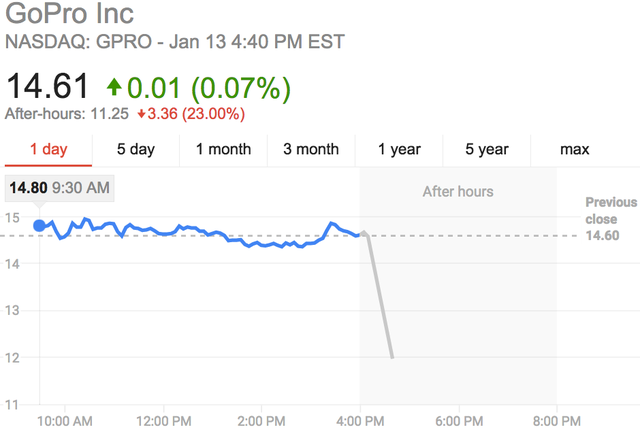 GoPro Inc
NASDAQ: GPRO - Jan 13 4:40 PM EST
14.61 0.01 (0.07%)
After-hours: 11.25 3.36 (23.00%)
1 day 5 day 1 month 3 month 1 year 5 year max
14.80 9:30 AM
After hours
Previous
close
14.60
15
14
13
12
11
10:00 AM 12:00 PM 2:00 PM 4:00 PM 6:00 PM 8:00 PM